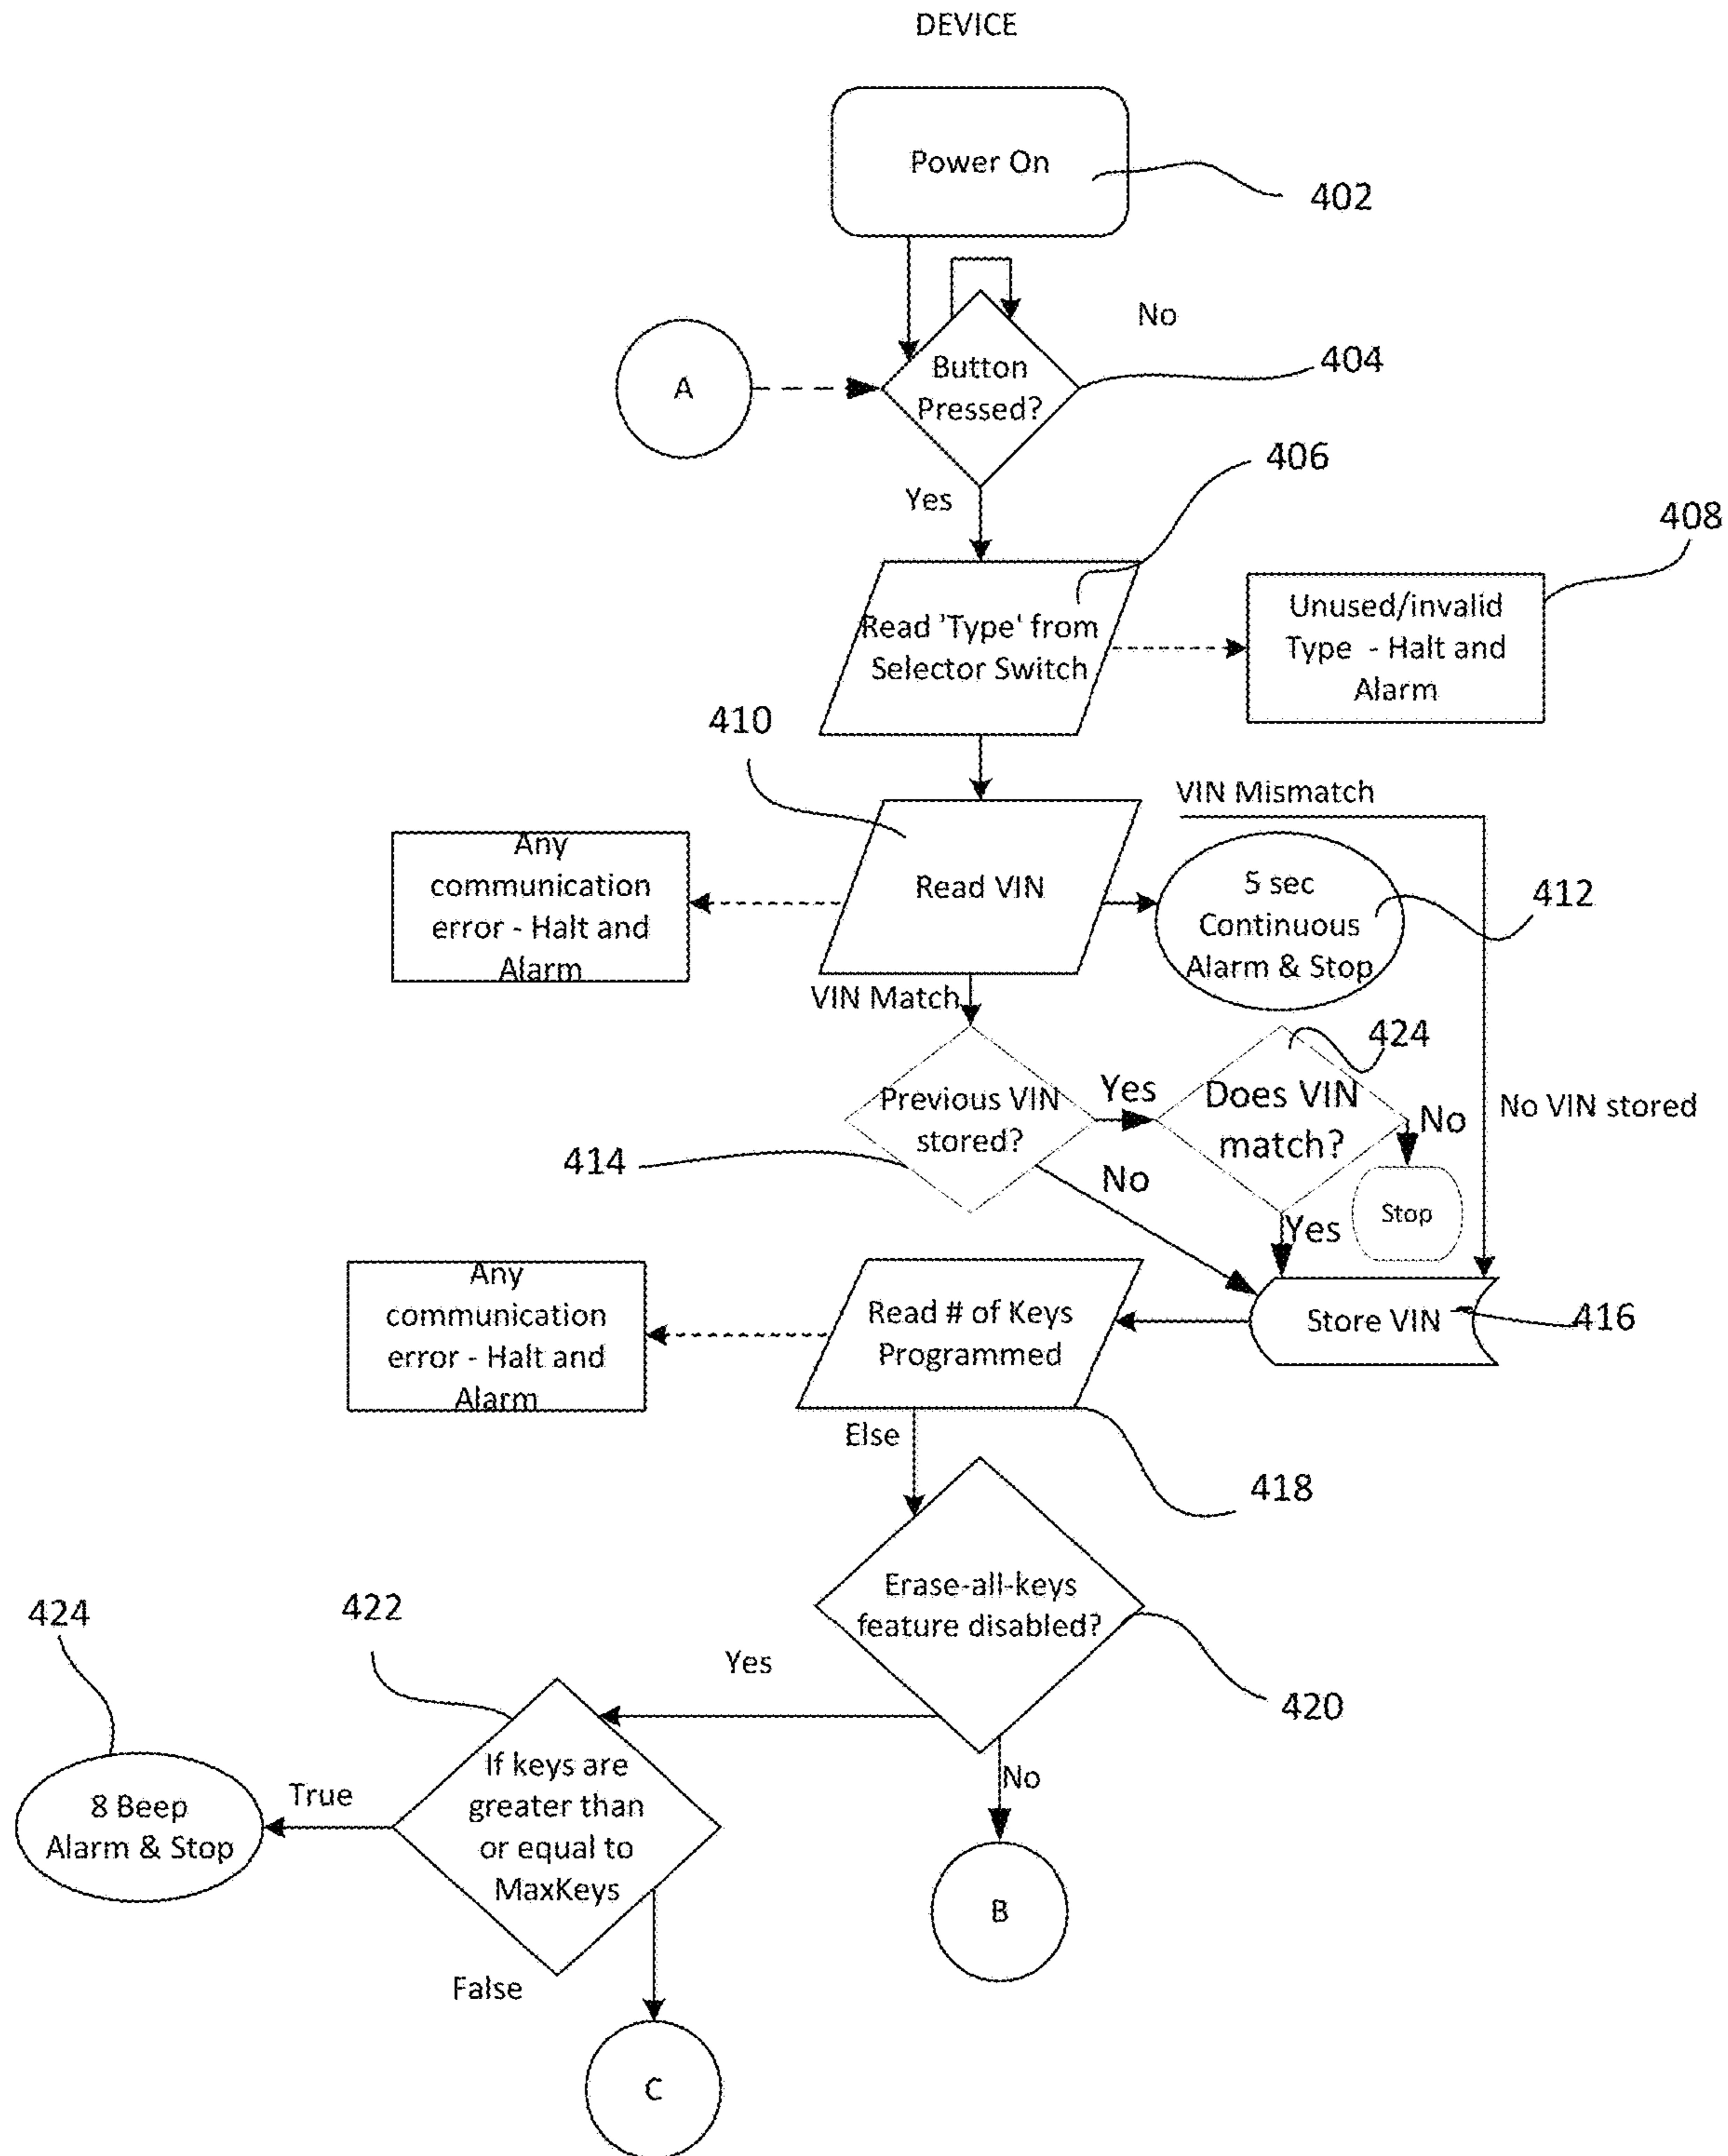 DEVICE
Power On
402
No
Button
Pressed?
404
A
406
Yes
408
Read 'Type' from
Selector Switch
Unused/invalid
Type - Halt and
Alarm
410
VIN Mismatch
Any
communication
error - Halt and
Alarm
Read VIN
5 sec
Continuous
Alarm & Stop
412
VIN Match
424
Previous VIN
stored?
Yes
Does VIN
match?
No
No VIN stored
414
No
Stop
Yes
Any
communication
error - Halt and
Alarm
Read # of Keys
Programmed
Store VIN
416
Else
418
Erase-all-keys
feature disabled?
424
422
Yes
420
If keys are
greater than
or equal to
MaxKeys
True
8 Beep
Alarm & Stop
No
B
False
C